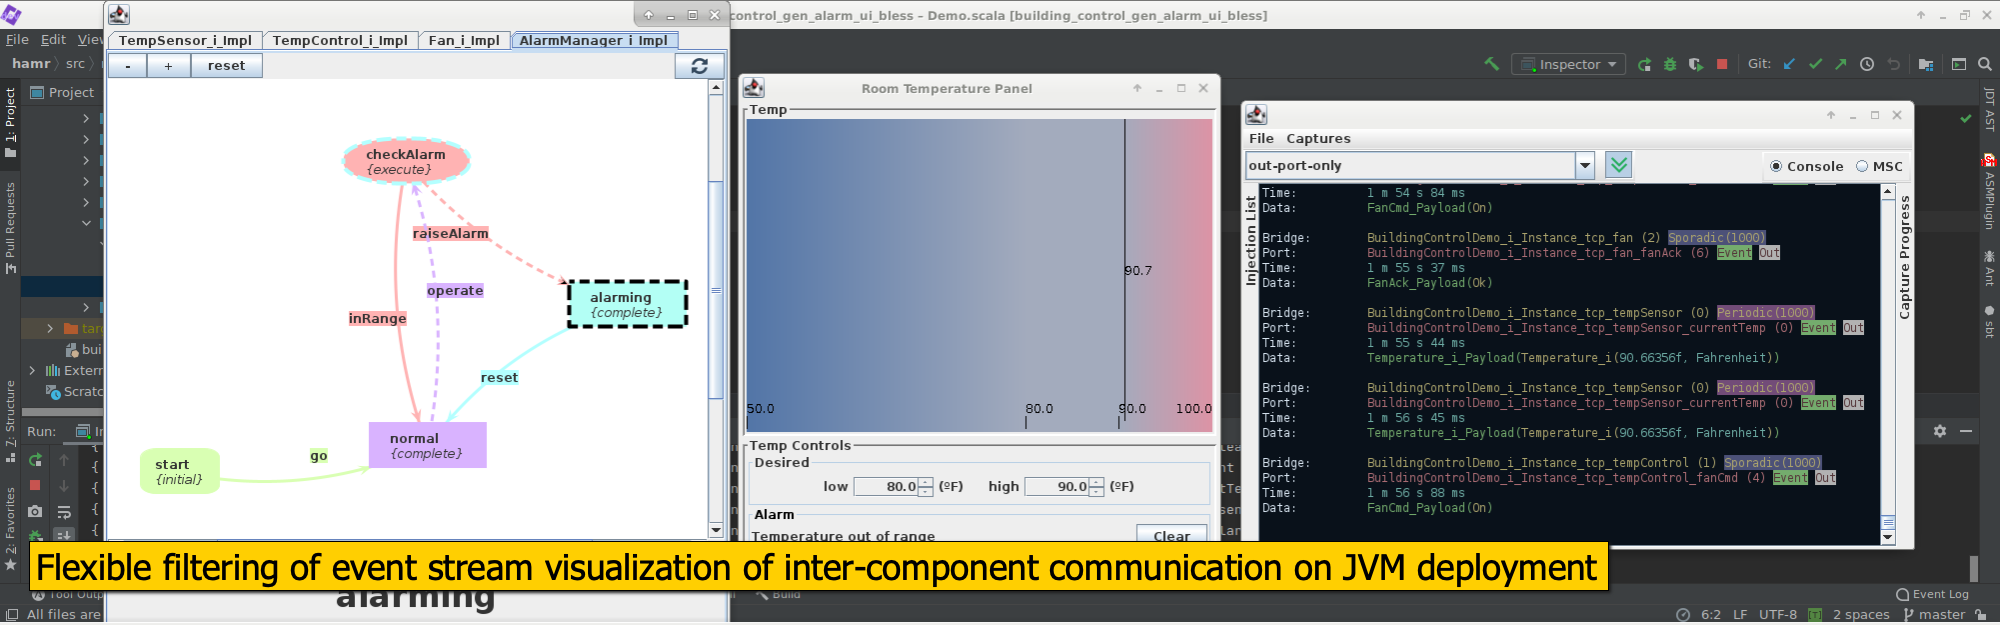 control_gen_alarm_ui_bless – Demo.scala [building_control_gen_alarm_ui_bless]
File Edit View
hamr src
Inspector
Git:
Project
1: Project
Pull Requests
7: Structure
2: Favorites
Extern
Scratc
Run:
All files are
TempSensor_i_Impl TempControl_i_Impl Fan_i_Impl AlarmManager_i_Impl
- + reset
checkAlarm
{execute}
raiseAlarm
operate
alarming
{complete}
inRange
reset
normal
{complete}
start
{initial}
go
alarming
Room Temperature Panel
Temp
90.7
50.0 80.0 90.0 100.0
Temp Controls
Desired
low 80.0 (ºF) high 90.0 (ºF)
Alarm
Temperature out of range Clear
File Captures
out-port-only Console MSC
Injection List
Capture Progress
Time: 1 m 54 s 84 ms
Data: FanCmd_Payload(On)
Bridge: BuildingControlDemo_i_Instance_tcp_fan (2) Sporadic(1000)
Port: BuildingControlDemo_i_Instance_tcp_fan_fanAck (6) Event Out
Time: 1 m 55 s 37 ms
Data: FanAck_Payload(Ok)
Bridge: BuildingControlDemo_i_Instance_tcp_tempSensor (0) Periodic(1000)
Port: BuildingControlDemo_i_Instance_tcp_tempSensor_currentTemp (0) Event Out
Time: 1 m 55 s 44 ms
Data: Temperature_i_Payload(Temperature_i(90.66356f, Fahrenheit))
Bridge: BuildingControlDemo_i_Instance_tcp_tempSensor (0) Periodic(1000)
Port: BuildingControlDemo_i_Instance_tcp_tempSensor_currentTemp (0) Event Out
Time: 1 m 56 s 45 ms
Data: Temperature_i_Payload(Temperature_i(90.66356f, Fahrenheit))
Bridge: BuildingControlDemo_i_Instance_tcp_tempControl (1) Sporadic(1000)
Port: BuildingControlDemo_i_Instance_tcp_tempControl_fanCmd (4) Event Out
Time: 1 m 56 s 88 ms
Data: FanCmd_Payload(On)
JDT AST
ASMPlugin
Ant
sbt
Flexible filtering of event stream visualization of inter-component communication on JVM deployment
Build
Event Log
6:2 LF UTF-8 2 spaces master